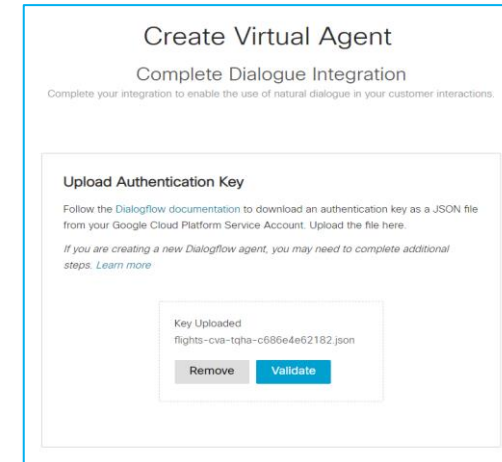 Create Virtual Agent
Complete Dialogue Integration
Complete your integration to enable the use of natural dialogue in your customer interactions.
Upload Authentication Key
Follow the Dialogflow documentation to download an authentication key as a JSON file
from your Google Cloud Platform Service Account. Upload the file here.
If you are creating a new Dialogflow agent, you may need to complete additional
steps. Learn more
Key Uploaded
flights-cva-tqha-c686e4e62182.json
Remove Validate